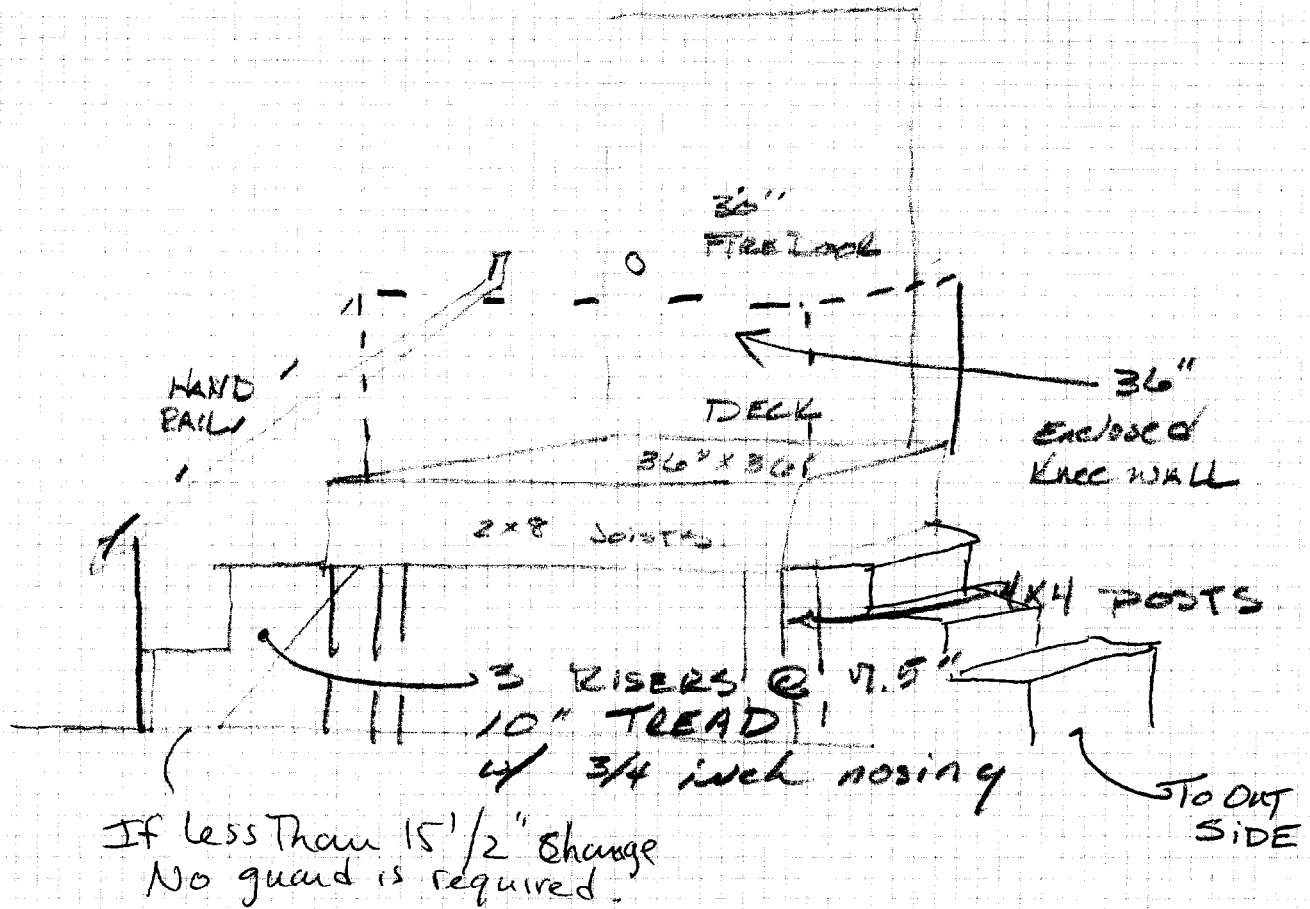 36"
FIRE DOOR
HAND
RAIL
36"
Enclosed
Knee WALL
DECK
36" x 36"
2x8 JOISTS
4x4 POSTS
3 RISERS @ 7.5"
10" TREAD
w/ 3/4 inch nosing
TO OUT
SIDE
If less Than 15 1/2" Change
No guard is required.